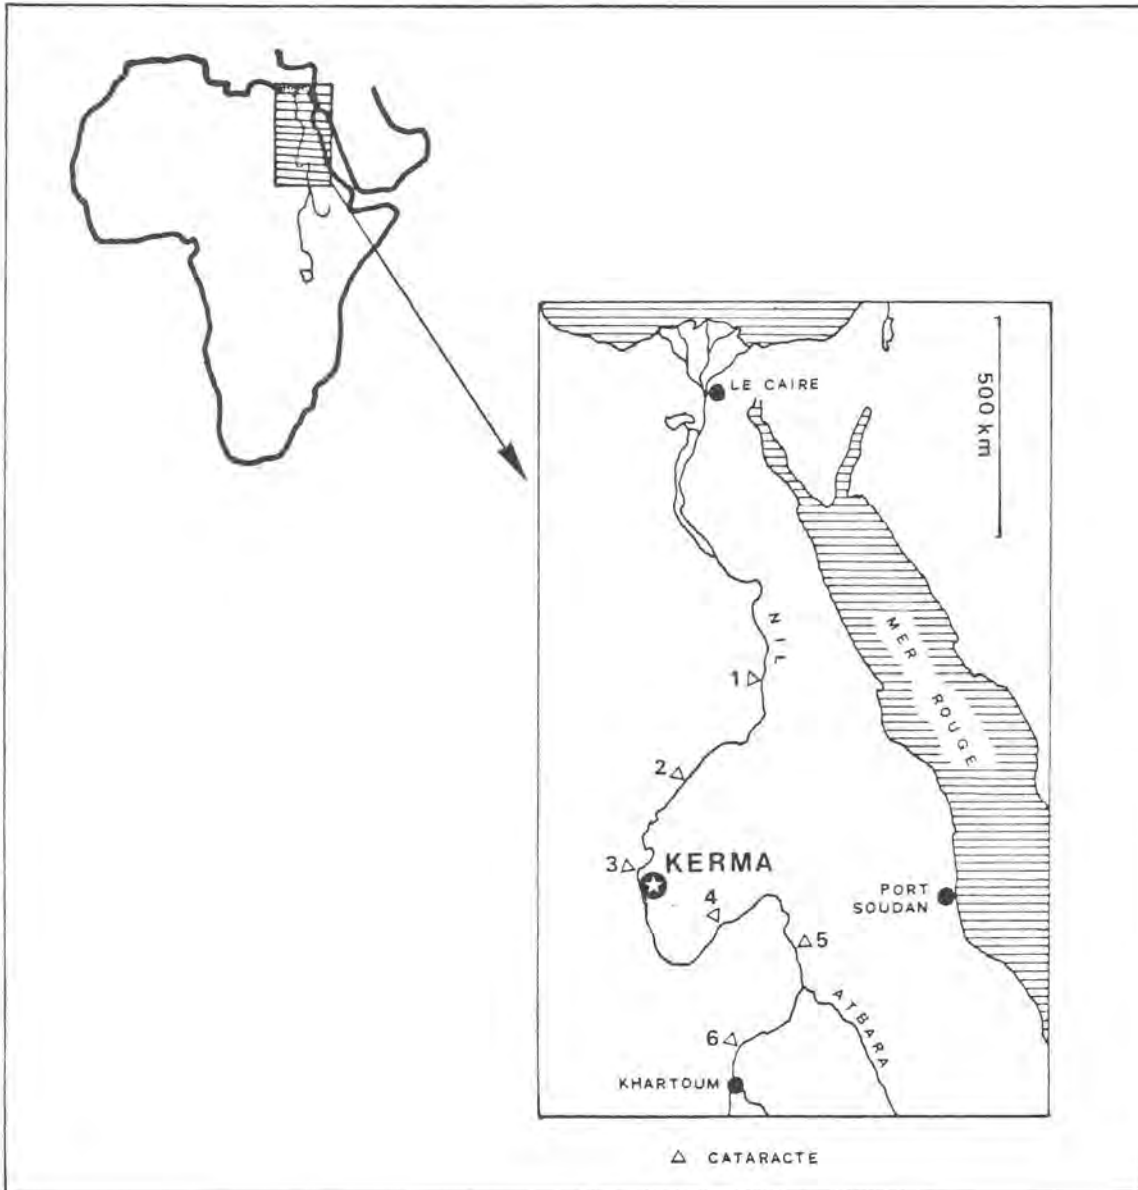 LE CAIRE
500 km
NIL
MER ROUGE
1
2
3
KERMA
4
PORT
SOUDAN
5
ATBARA
6
KHARTOUM
CATARACTE